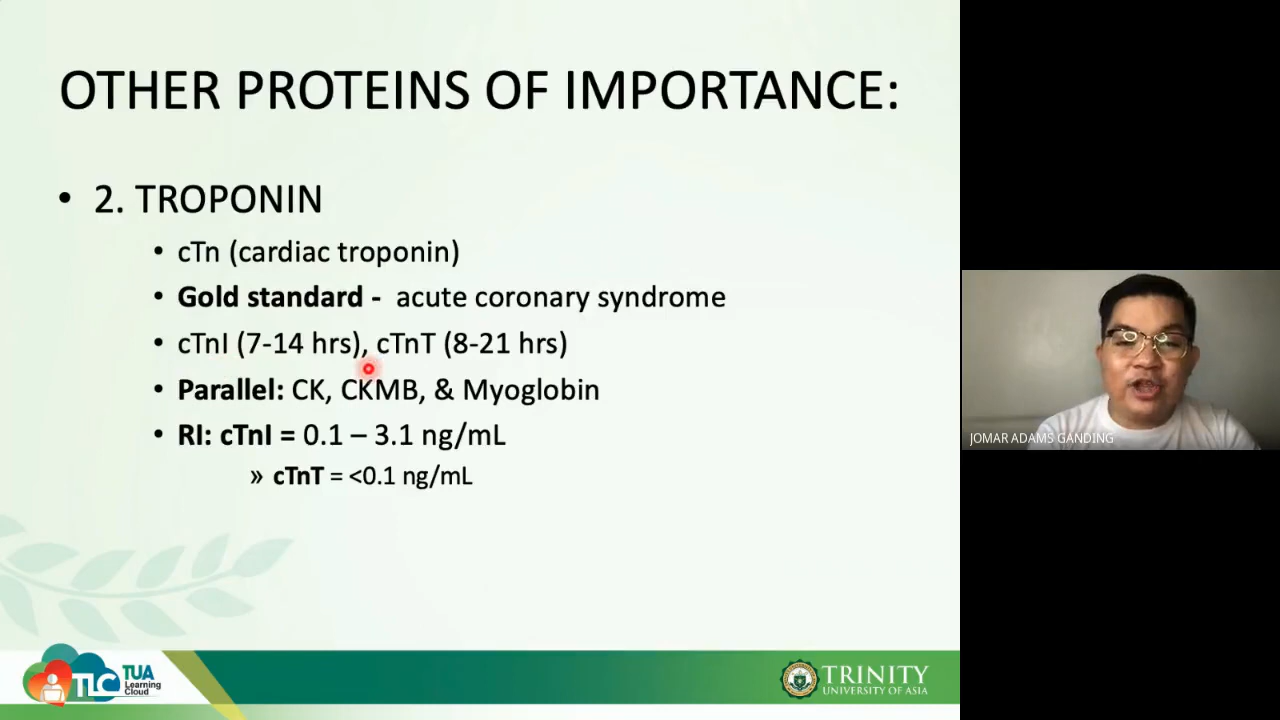 OTHER PROTEINS OF IMPORTANCE:
• 2. TROPONIN
• cTn (cardiac troponin)
• Gold standard - acute coronary syndrome
• cTnI (7-14 hrs), cTnT (8-21 hrs)
• Parallel: CK, CKMB, & Myoglobin
• RI: cTnI = 0.1 – 3.1 ng/mL
» cTnT = <0.1 ng/mL
JOMAR ADAMS GANDING
TLC
TUA
Learning
Cloud
TRINITY
UNIVERSITY OF ASIA